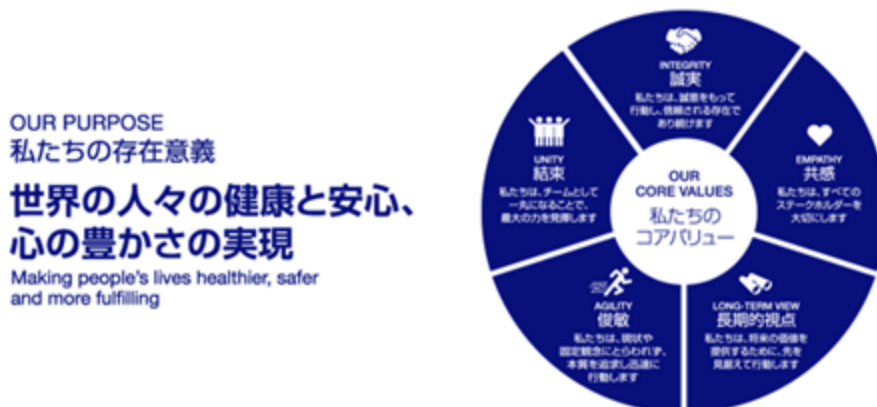 OUR PURPOSE
私たちの存在意義
世界の人々の健康と安心、
心の豊かさの実現
Making people's lives healthier, safer
and more fulfilling
INTEGRITY
誠実
私たちは、誠意をもって
行動し、信頼される存在で
あり続けます
EMPATHY
共感
私たちは、すべての
ステークホルダーを
大切にします
LONG-TERM VIEW
長期的視点
私たちは、将来の価値を
提供するために、先を
見据えて行動します
AGILITY
俊敏
私たちは、現状や
固定観念にとらわれず、
本質を追求し迅速に
行動します
UNITY
結束
私たちは、チームとして
一丸になることで、
最大の力を発揮します
OUR
CORE VALUES
私たちの
コアバリュー